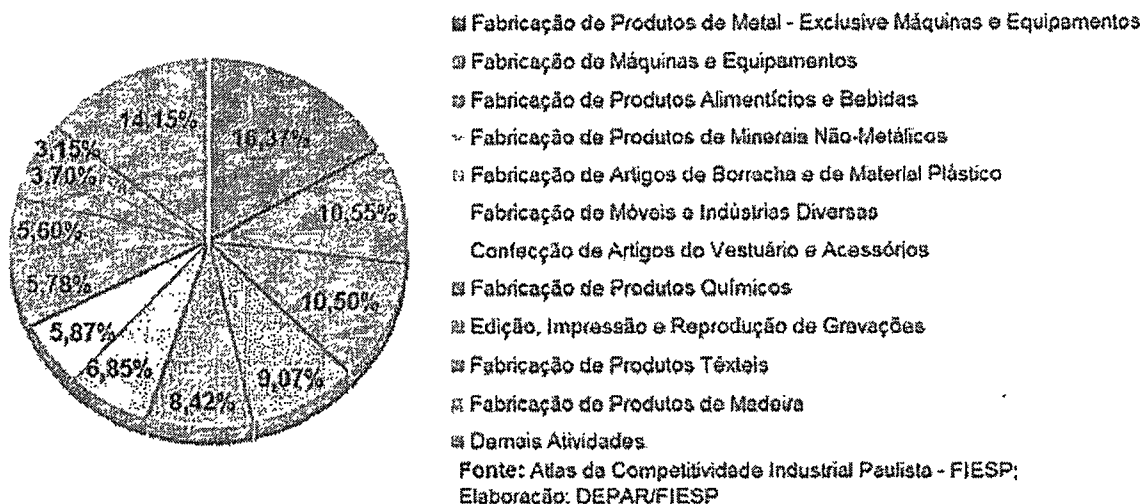 14,15%
16,37%
3,15%
3,70%
10,55%
5,60%
5,78%
10,50%
5,87%
6,85%
8,42%
9,07%
Fabricação de Produtos de Metal - Exclusive Máquinas e Equipamentos
Fabricação de Máquinas e Equipamentos
Fabricação de Produtos Alimentícios e Bebidas
Fabricação de Produtos de Minerais Não-Metálicos
Fabricação de Artigos de Borracha e de Material Plástico
Fabricação de Móveis e Indústrias Diversas
Confecção de Artigos do Vestuário e Acessórios
Fabricação de Produtos Químicos
Edição, Impressão e Reprodução de Gravações
Fabricação de Produtos Têxteis
Fabricação de Produtos de Madeira
Demais Atividades
Fonte: Atlas da Competitividade Industrial Paulista - FIESP;
Elaboração: DEPAR/FIESP